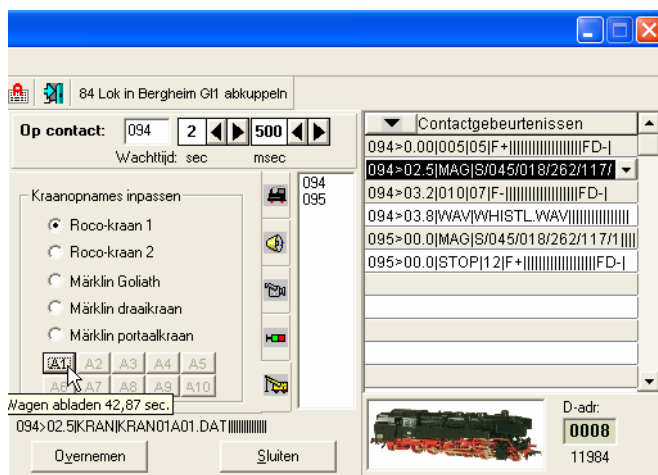 84 Lok in Bergheim Gl1 abkuppeln
Op contact: 094 2 500
Wachttijd: sec msec
Kraanopnames inpassen
Roco-kraan 1
Roco-kraan 2
Märklin Goliath
Märklin draaikraan
Märklin portaalkraan
A1 A2 A3 A4 A5
A6 A7 A8 A9 A10
Wagen abladen 42,87 sec.
094>02.5|KRAN|KRAN01A01.DAT||||||||||||
Overnemen
Sluiten
094
095
Contactgebeurtenissen
094>0.00|005|05|F+||||||||||||||||||FD-|
094>02.5|MAG|S/045/018/262/117/
094>03.2|010|07|F-||||||||||||||||||FD-|
094>03.8|WAV|WHISTL.WAV||||||||||||||||
095>00.0|MAG|S/045/018/262/117/1||||
095>00.0|STOP|12|F+||||||||||||||||||FD-|
D-adr:
0008
11984